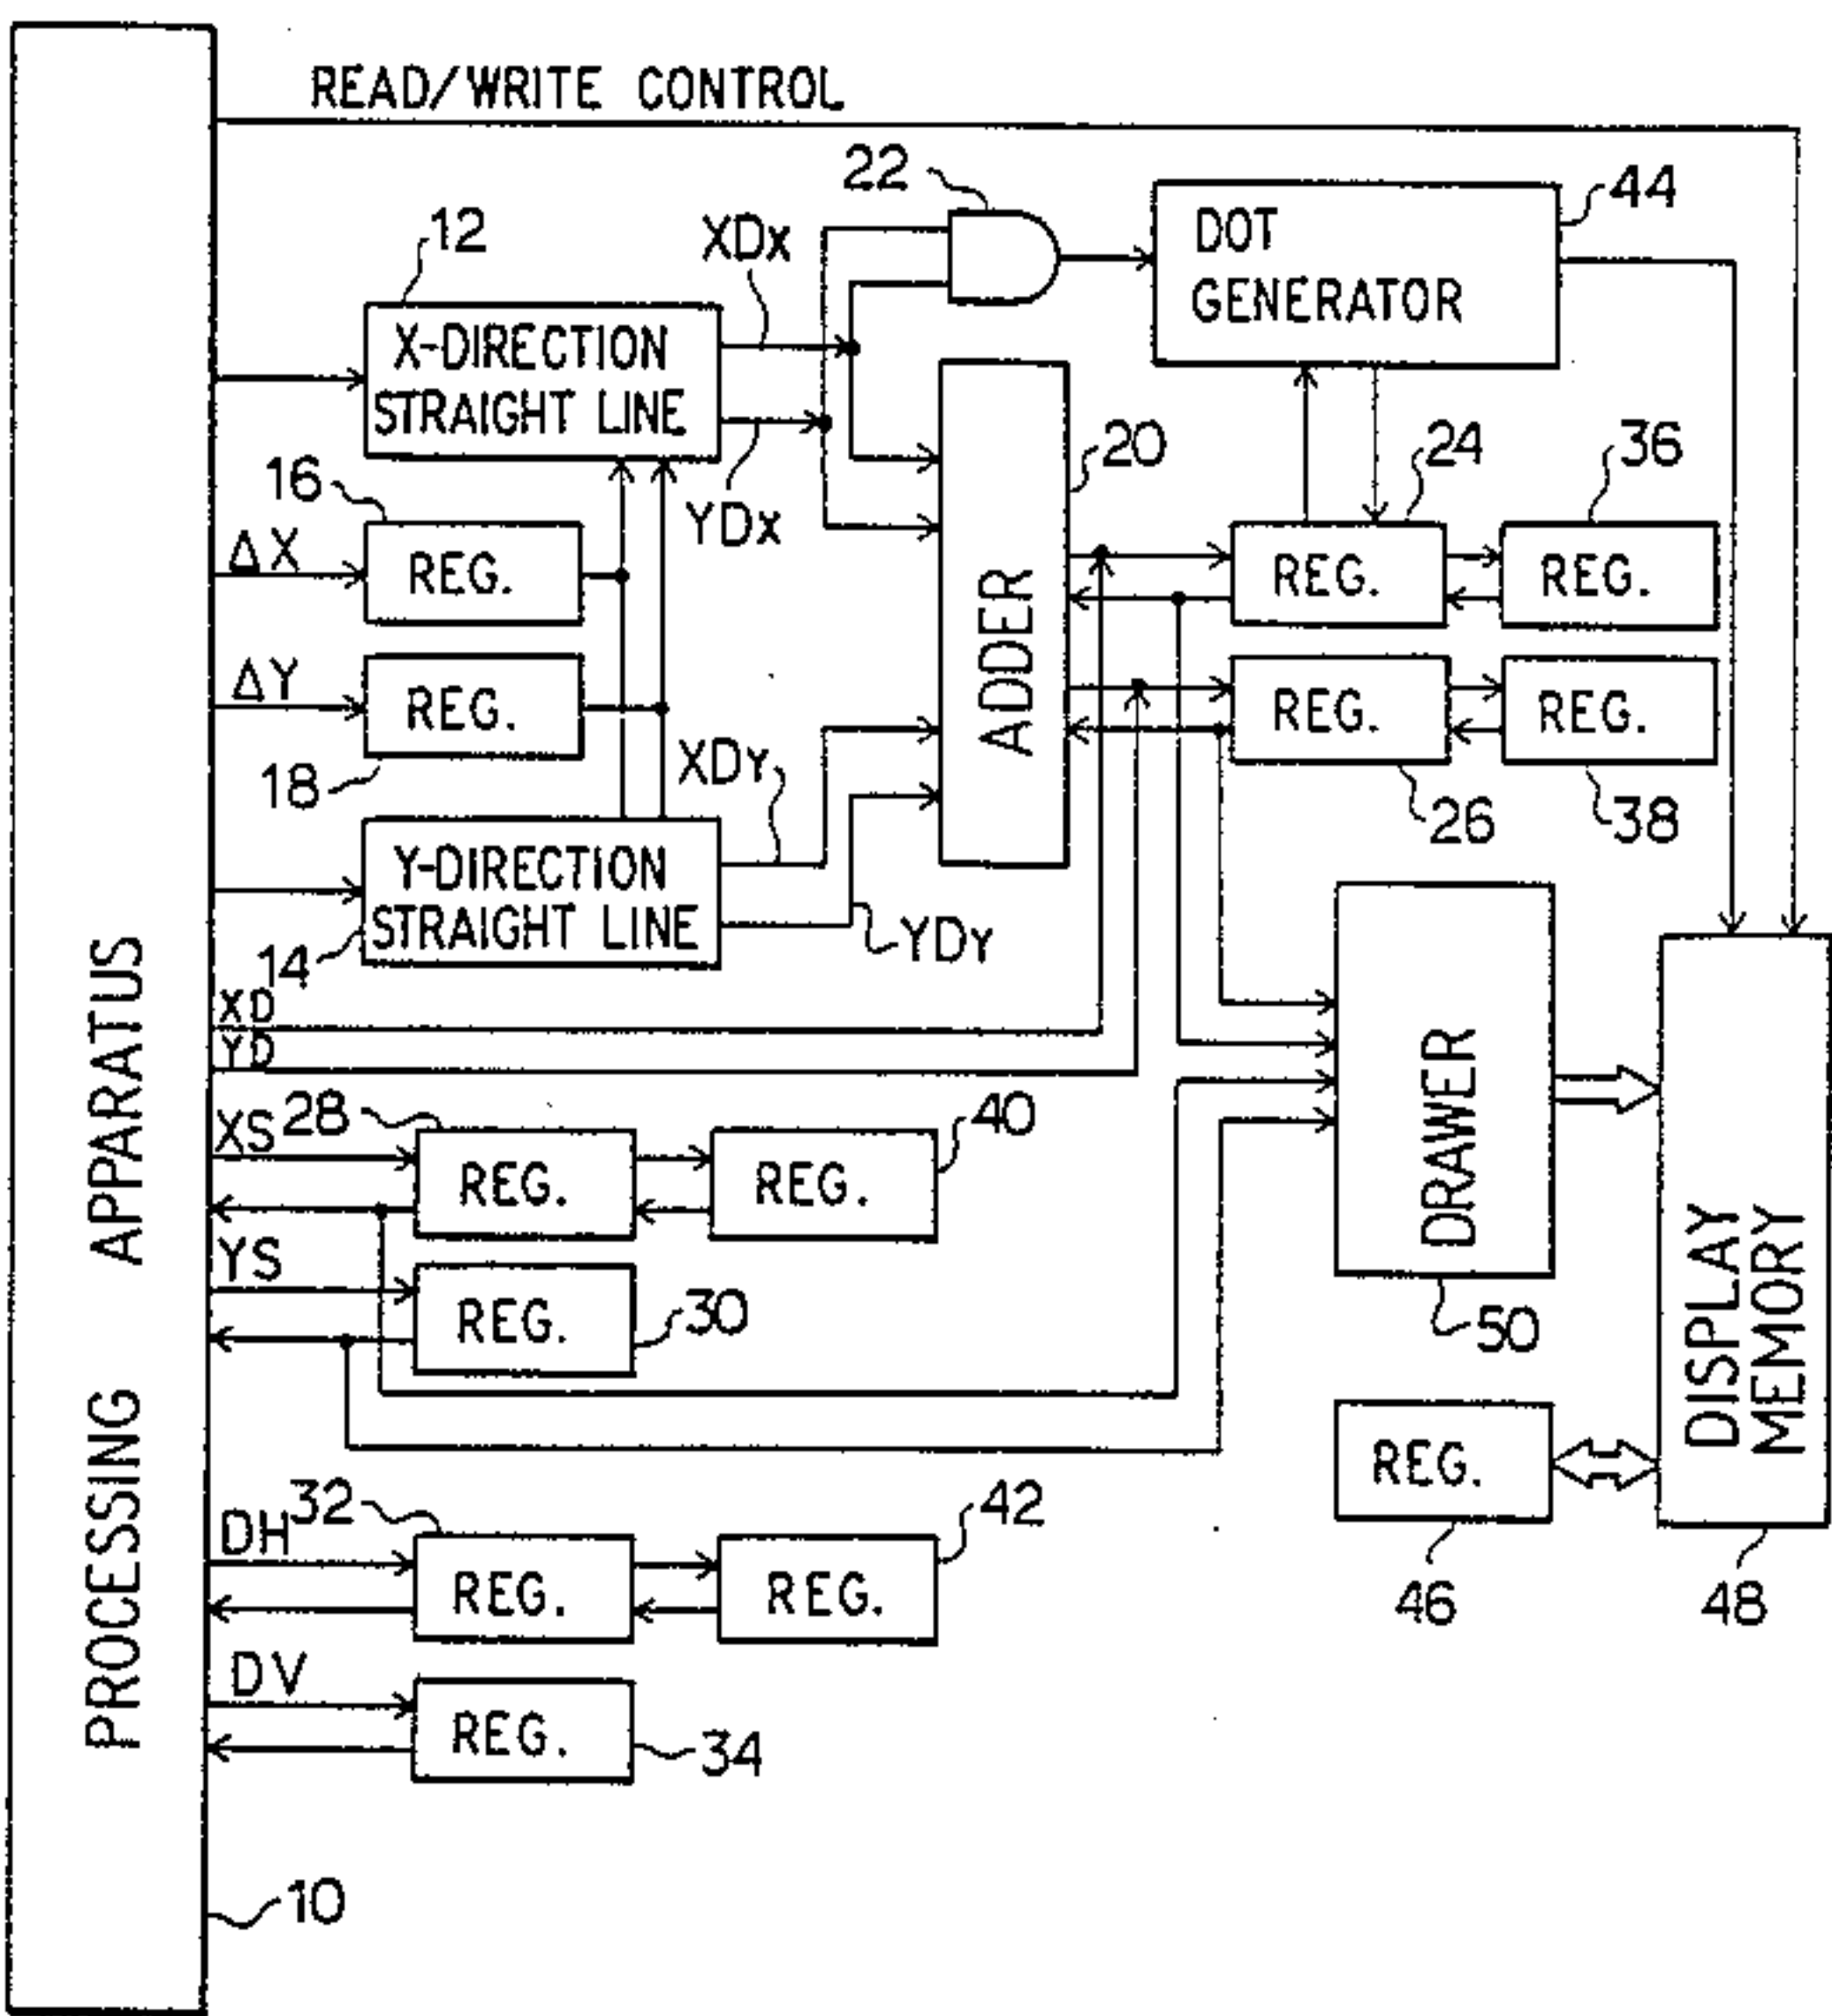 READ/WRITE CONTROL
22
44
DOT
GENERATOR
12
XDx
X-DIRECTION
STRAIGHT LINE
YDx
20
24
36
16
ΔX
REG.
REG.
REG.
ADDER
ΔY
REG.
REG.
REG.
18
XDY
26
38
Y-DIRECTION
STRAIGHT LINE
14
YDY
XD
YD
XS
28
REG.
40
REG.
DRAWER
50
YS
REG.
30
DISPLAY
MEMORY
REG.
46
48
DH
32
REG.
42
REG.
DV
REG.
34
PROCESSING APPARATUS
10